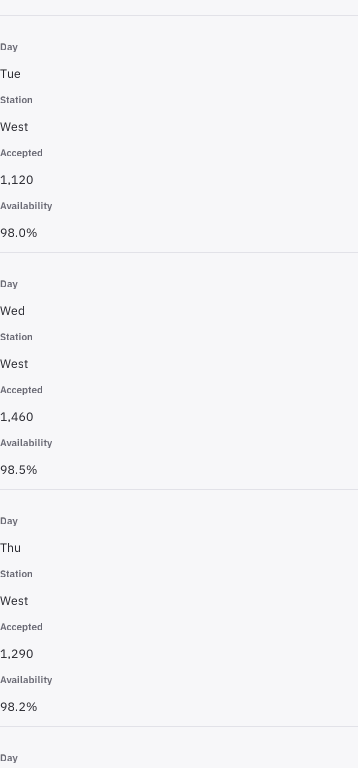 Day
Tue
Station
West
Accepted
1,120
Availability
98.0%
Day
Wed
Station
West
Accepted
1,460
Availability
98.5%
Day
Thu
Station
West
Accepted
1,290
Availability
98.2%
Day